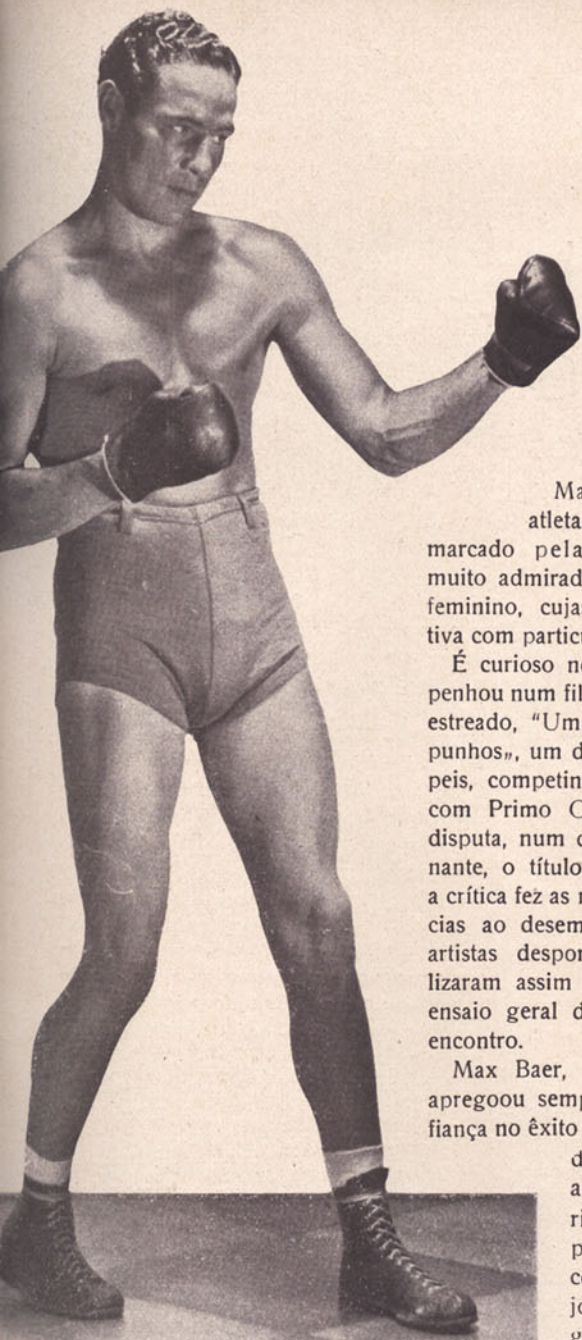 Ma
atleta
marcado pela
muito admirad
feminino, cuja
tiva com partic
É curioso n
penhou num fil
estreado, "Um
punhos„, um d
peis, competin
com Primo C
disputa, num c
nante, o título
a crítica fez as
cias ao desem
artistas despor
lizaram assim
ensaio geral d
encontro.
Max Baer,
apregoou semp
fiança no êxito
d
a
ri
p
c
jo